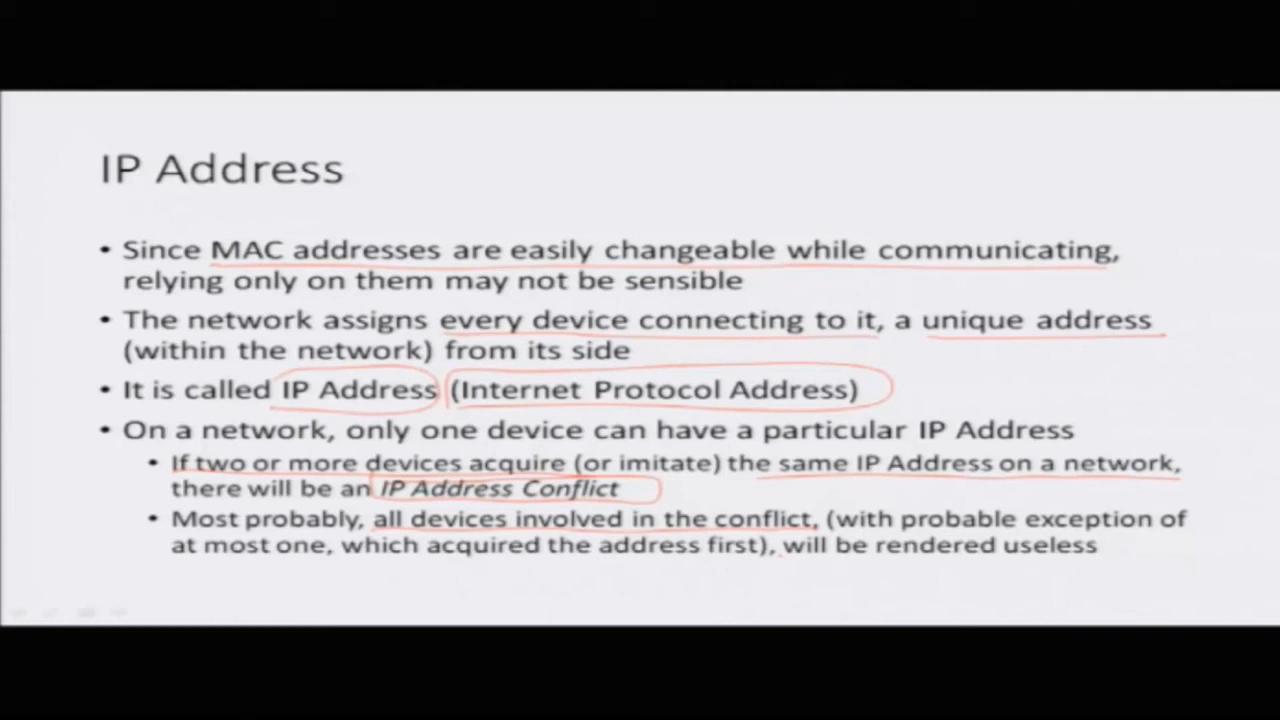 IP Address
• Since MAC addresses are easily changeable while communicating,
relying only on them may not be sensible
• The network assigns every device connecting to it, a unique address
(within the network) from its side
• It is called IP Address (Internet Protocol Address)
• On a network, only one device can have a particular IP Address
• If two or more devices acquire (or imitate) the same IP Address on a network,
there will be an IP Address Conflict
• Most probably, all devices involved in the conflict, (with probable exception of
at most one, which acquired the address first), will be rendered useless